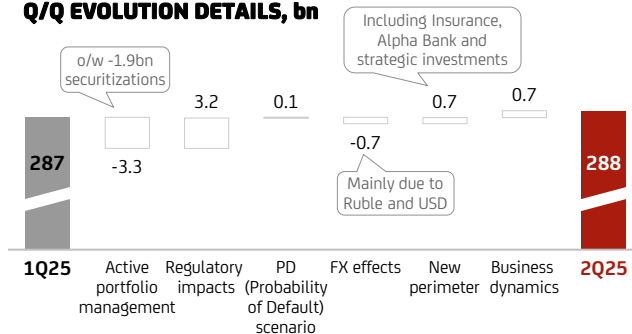 Q/Q EVOLUTION DETAILS, bn
Including Insurance,
Alpha Bank and
strategic investments
o/w -1.9bn
securitizations
287
-3.3
3.2
0.1
-0.7
0.7
0.7
288
Mainly due to
Ruble and USD
1Q25
Active
portfolio
management
Regulatory
impacts
PD
(Probability
of Default)
scenario
FX effects
New
perimeter
Business
dynamics
2Q25